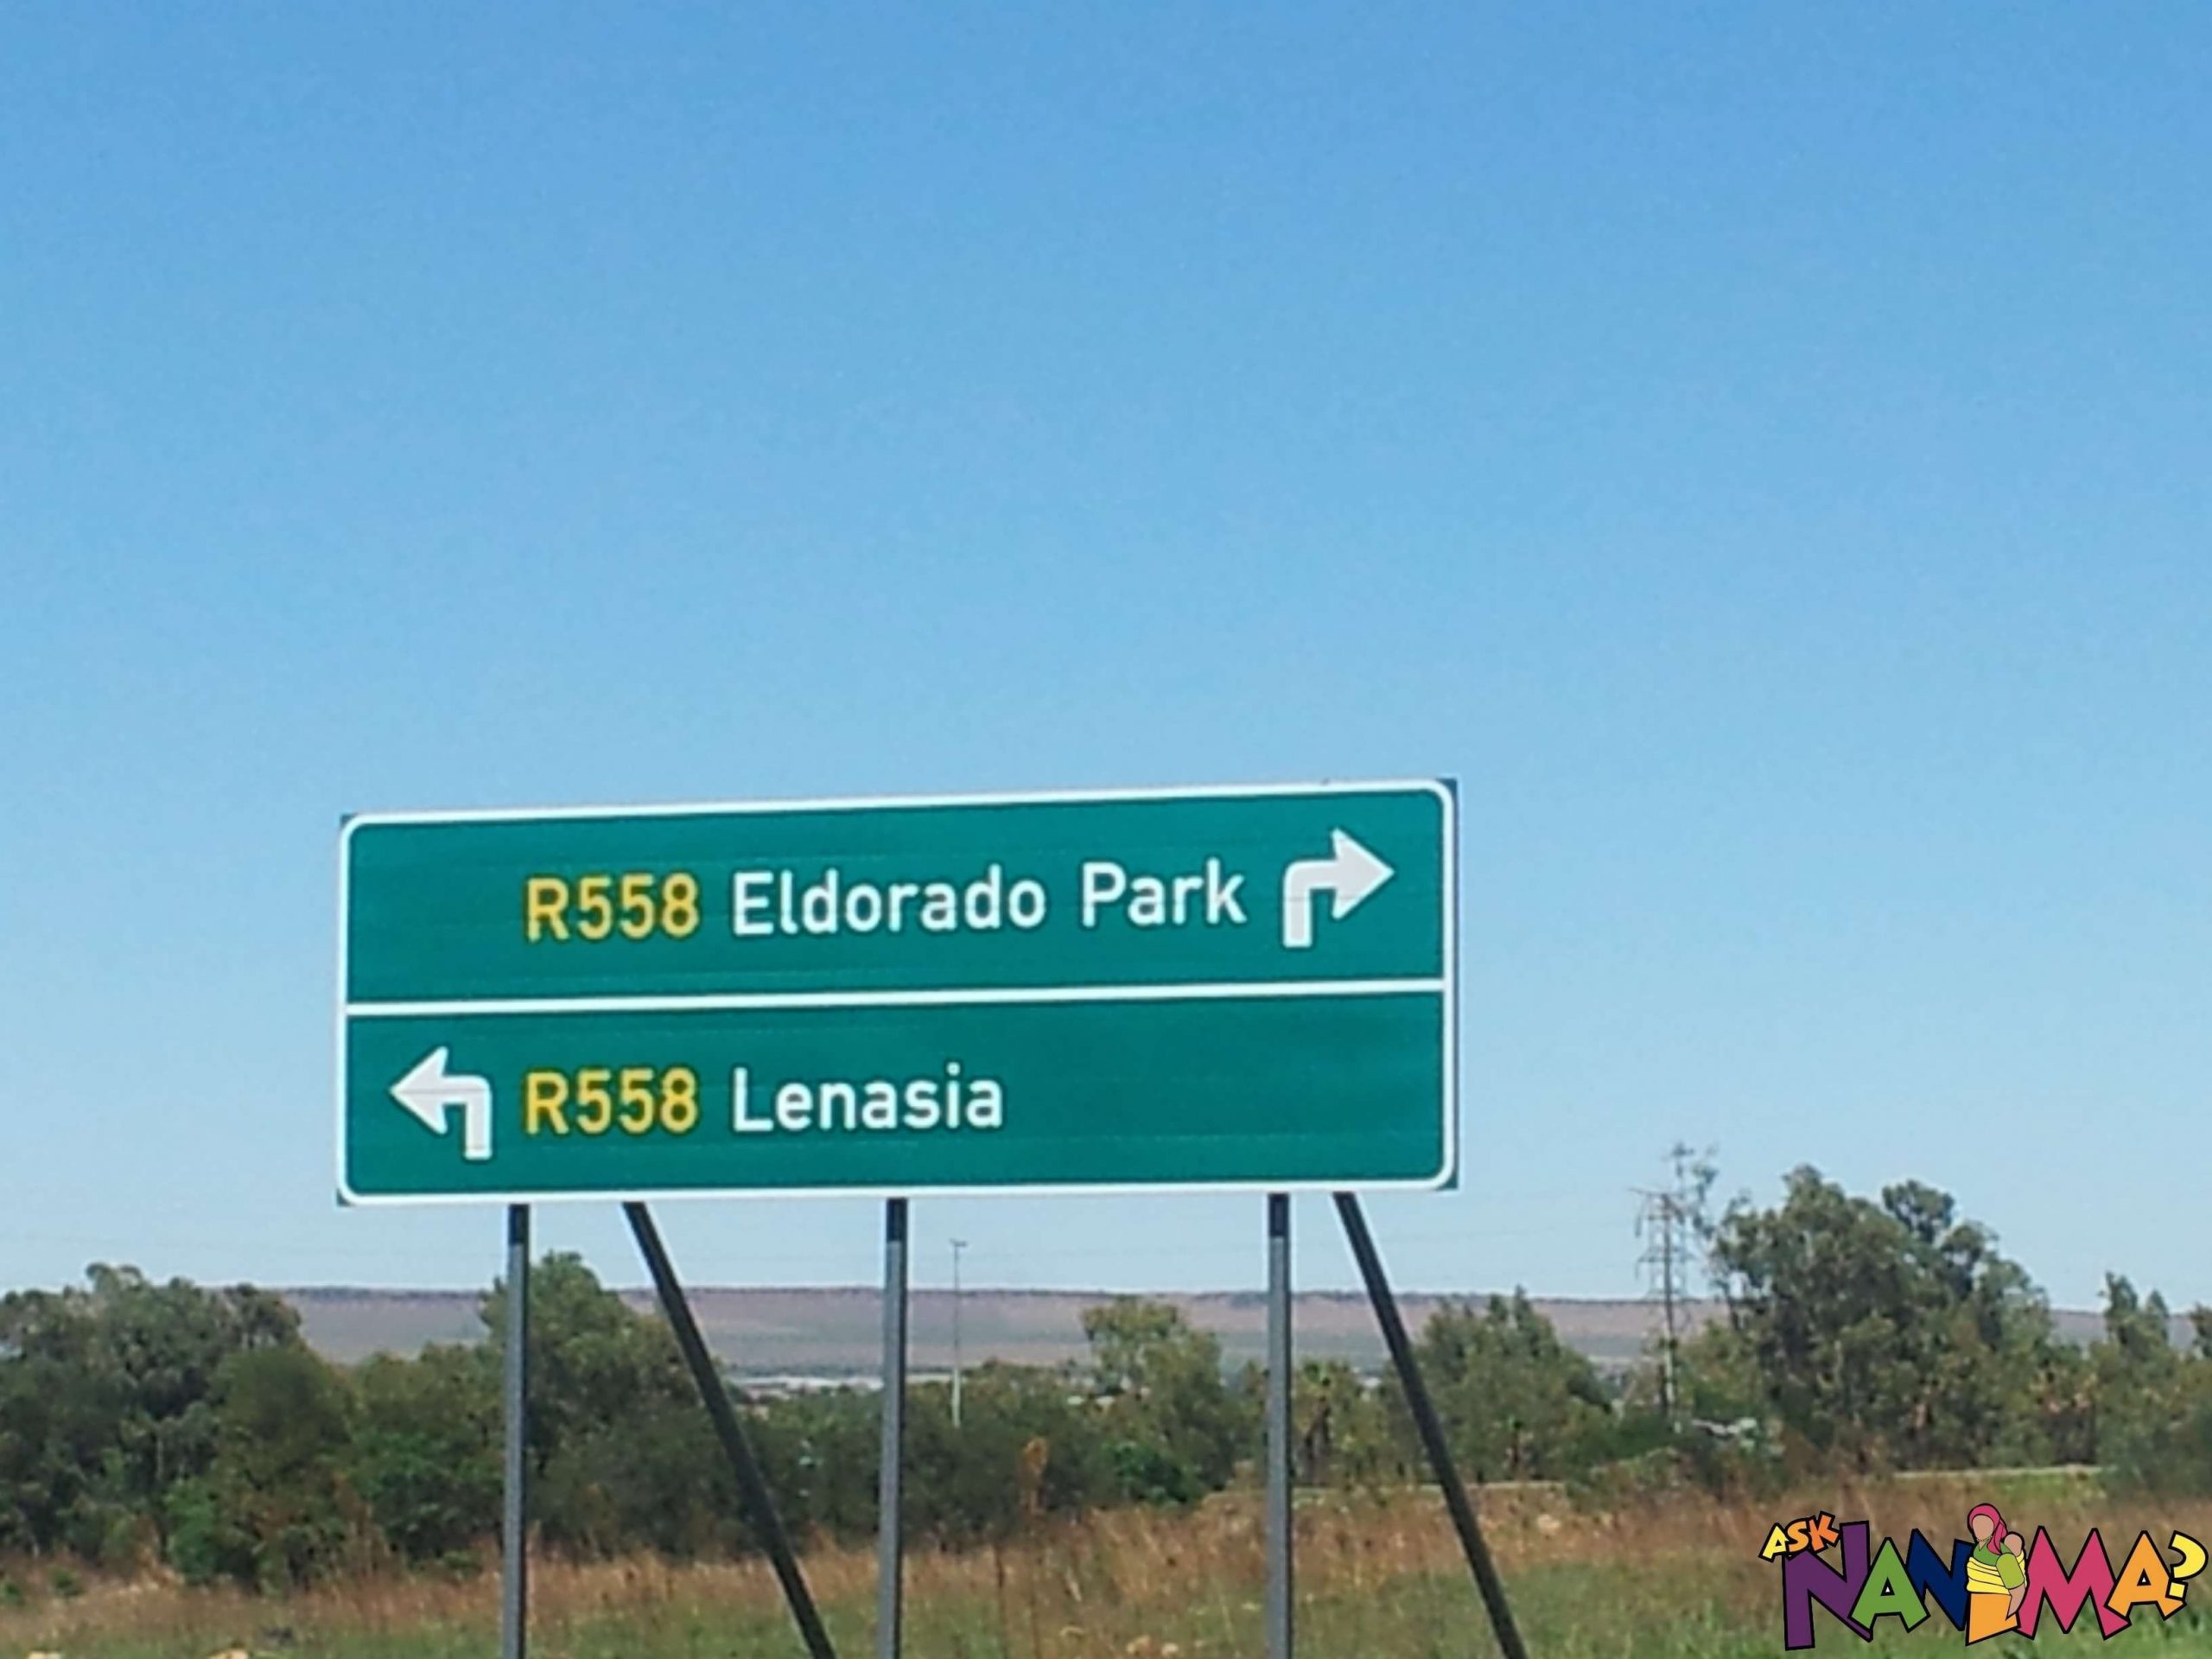 R558 Eldorado Park
R558 Lenasia
ASK
NANIMA?